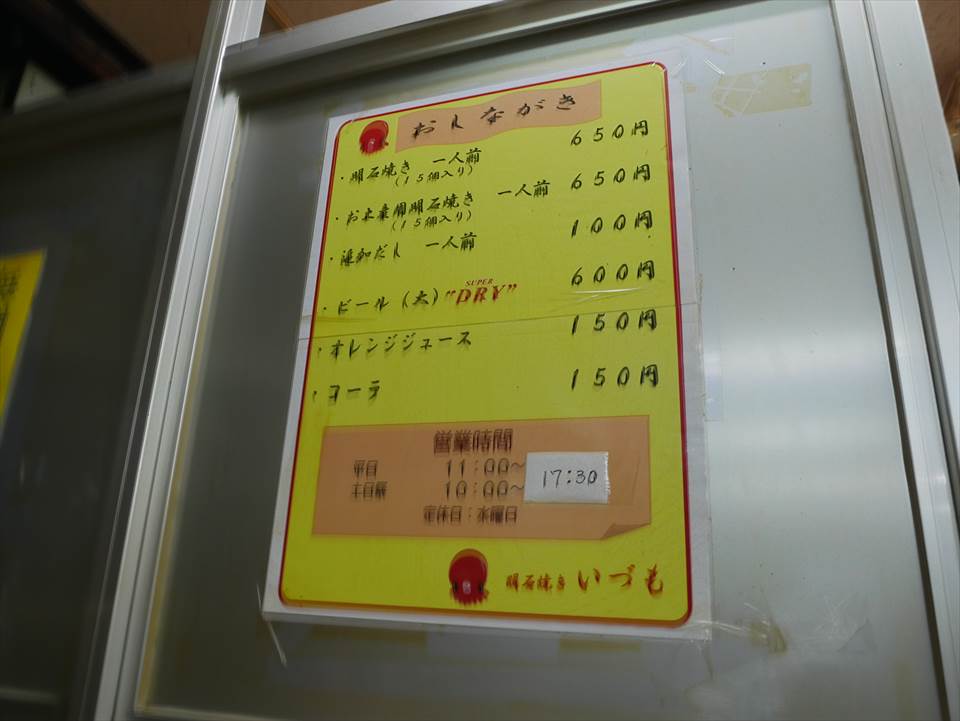 おしながき
・明石焼き 一人前 650円
(15個入り)
・お土産用明石焼き 一人前 650円
(15個入り)
・追加だし 一人前 100円
・ビール(大) "SUPER DRY" 600円
・オレンジジュース 150円
・コーラ 150円
営業時間
平日 11:00~ 17:30
土日祝 10:00~
定休日:水曜日
明石焼き いづも